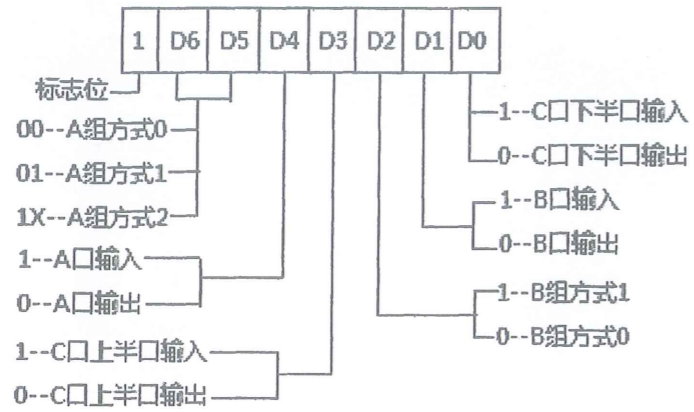 1 D6 D5 D4 D3 D2 D1 D0
标志位
00--A组方式0
01--A组方式1
1X--A组方式2
1--A口输入
0--A口输出
1--C口上半口输入
0--C口上半口输出
1--C口下半口输入
0--C口下半口输出
1--B口输入
0--B口输出
1--B组方式1
0--B组方式0